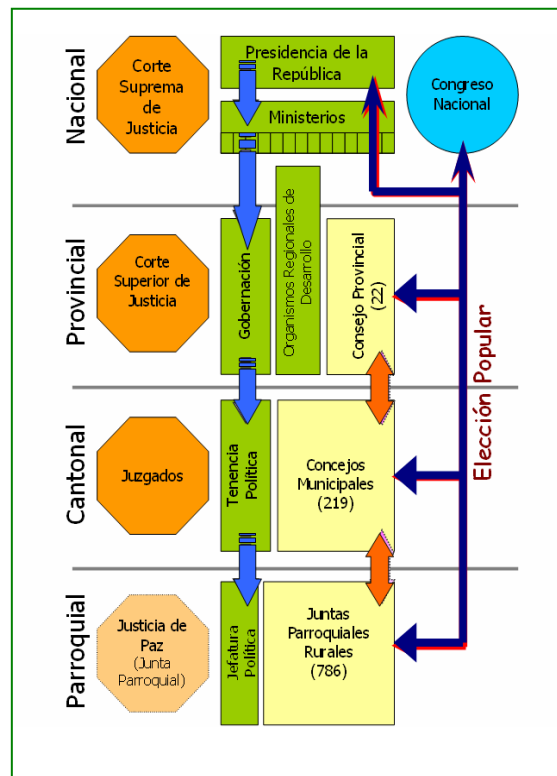 Nacional
Corte
Suprema
de
Justicia
Presidencia de la
República
Ministerios
Congreso
Nacional
Provincial
Corte
Superior de
Justicia
Gobernación
Organismos Regionales de
Desarrollo
Consejo Provincial
(22)
Elección Popular
Cantonal
Juzgados
Tenencia
Política
Concejos
Municipales
(219)
Parroquial
Justicia de
Paz
(Junta
Parroquial)
Jefatura
Política
Juntas
Parroquiales
Rurales
(786)